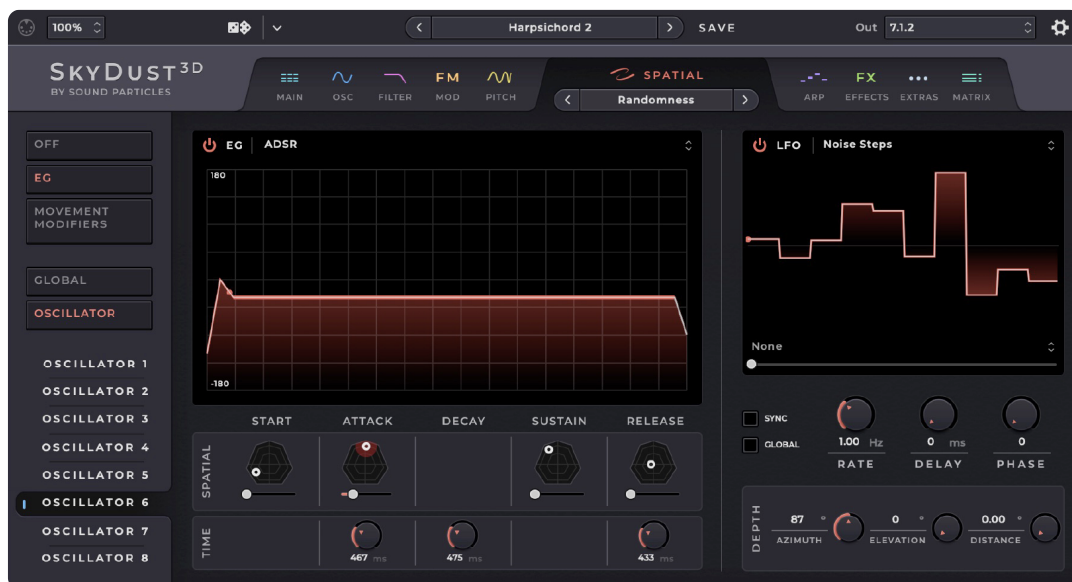 100%
Harpsichord 2
SAVE
Out 7.1.2
SKYDUST 3D
BY SOUND PARTICLES
MAIN
OSC
FILTER
FM
MOD
PITCH
SPATIAL
Randomness
ARP
FX
EFFECTS
EXTRAS
MATRIX
OFF
EG
MOVEMENT
MODIFIERS
GLOBAL
OSCILLATOR
OSCILLATOR 1
OSCILLATOR 2
OSCILLATOR 3
OSCILLATOR 4
OSCILLATOR 5
OSCILLATOR 6
OSCILLATOR 7
OSCILLATOR 8
EG ADSR
180
-180
START ATTACK DECAY SUSTAIN RELEASE
SPATIAL
TIME
467 ms 475 ms 433 ms
LFO Noise Steps
None
SYNC
GLOBAL
1.00 Hz 0 ms 0
RATE DELAY PHASE
DEPTH
87 ° 0 ° 0.00 °
AZIMUTH ELEVATION DISTANCE